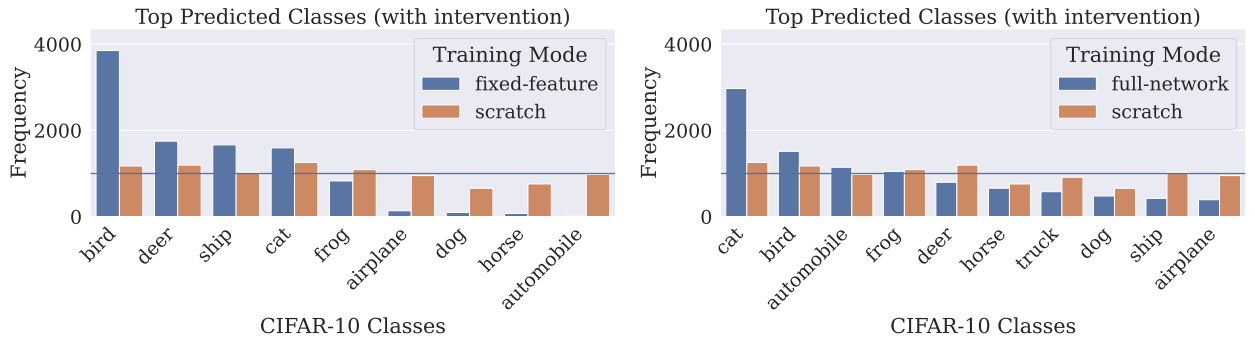 Top Predicted Classes (with intervention)
Frequency
4000
2000
0
Training Mode
fixed-feature
scratch
bird
deer
ship
cat
frog
airplane
dog
horse
automobile
CIFAR-10 Classes
Top Predicted Classes (with intervention)
Frequency
4000
2000
0
Training Mode
full-network
scratch
cat
bird
automobile
frog
deer
horse
truck
dog
ship
airplane
CIFAR-10 Classes